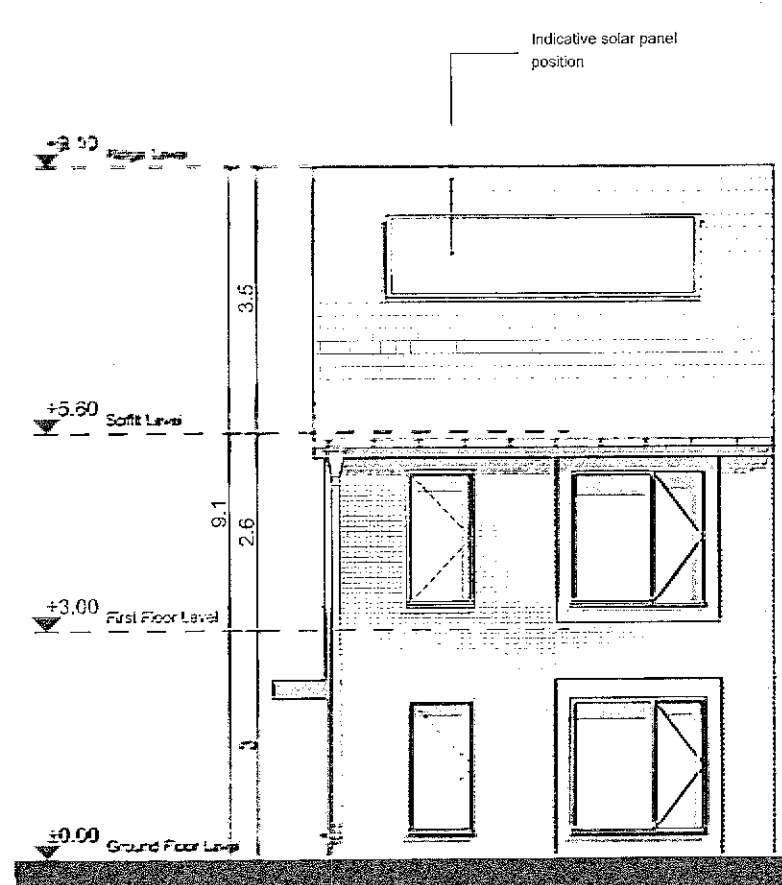 Indicative solar panel
position
Level
3.5
+5.60 Soffit Level
9.1
2.6
+3.00 First Floor Level
3
±0.00 Ground Floor Level